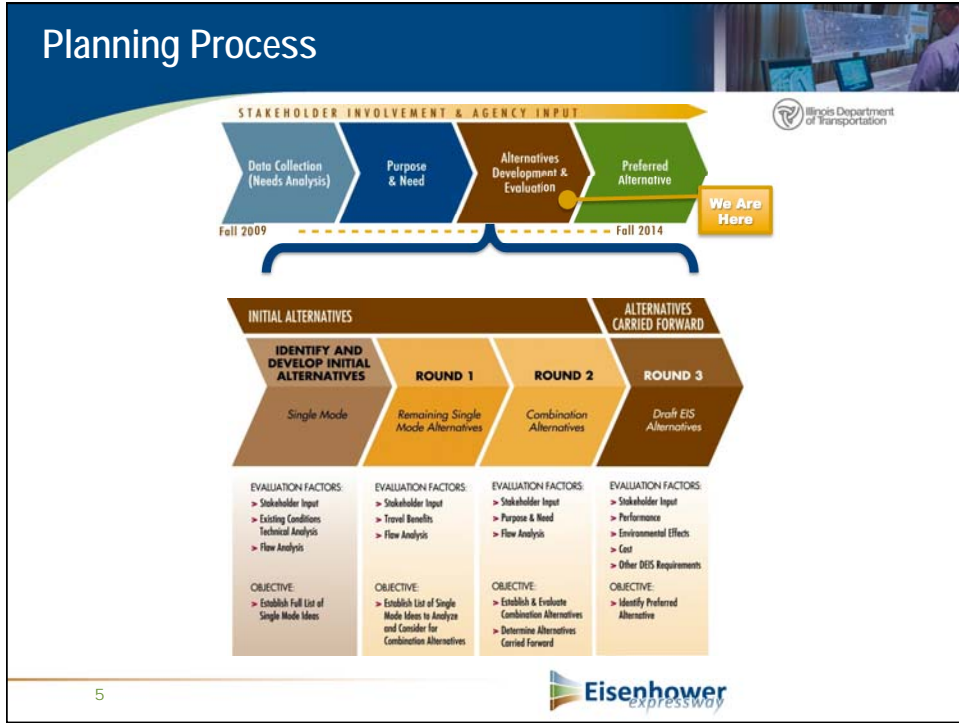 Planning Process
Illinois Department
of Transportation
STAKEHOLDER INVOLVEMENT & AGENCY INPUT
Data Collection
(Needs Analysis)
Purpose
& Need
Alternatives
Development &
Evaluation
Preferred
Alternative
We Are
Here
Fall 2009
Fall 2014
INITIAL ALTERNATIVES
ALTERNATIVES
CARRIED FORWARD
IDENTIFY AND
DEVELOP INITIAL
ALTERNATIVES
Single Mode
ROUND 1
Remaining Single
Mode Alternatives
ROUND 2
Combination
Alternatives
ROUND 3
Draft EIS
Alternatives
EVALUATION FACTORS:
➤ Stakeholder Input
➤ Existing Conditions
Technical Analysis
➤ Flaw Analysis
OBJECTIVE:
➤ Establish Full List of
Single Mode Ideas
EVALUATION FACTORS:
➤ Stakeholder Input
➤ Travel Benefits
➤ Flaw Analysis
OBJECTIVE:
➤ Establish List of Single
Mode Ideas to Analyze
and Consider for
Combination Alternatives
EVALUATION FACTORS:
➤ Stakeholder Input
➤ Purpose & Need
➤ Flaw Analysis
OBJECTIVE:
➤ Establish & Evaluate
Combination Alternatives
➤ Determine Alternatives
Carried Forward
EVALUATION FACTORS:
➤ Stakeholder Input
➤ Performance
➤ Environmental Effects
➤ Cost
➤ Other DEIS Requirements
OBJECTIVE:
➤ Identify Preferred
Alternative
5
Eisenhower
expressway